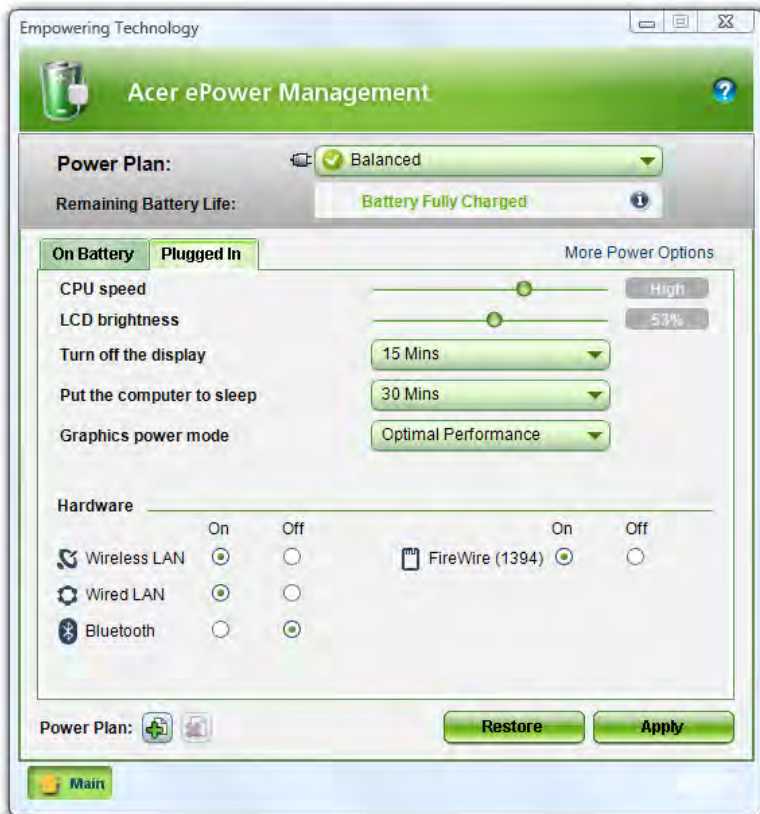 Empowering Technology
Acer ePower Management
Power Plan: Balanced
Remaining Battery Life: Battery Fully Charged
On Battery Plugged In More Power Options
CPU speed High
LCD brightness 53%
Turn off the display 15 Mins
Put the computer to sleep 30 Mins
Graphics power mode Optimal Performance
Hardware
On Off On Off
Wireless LAN FireWire (1394)
Wired LAN
Bluetooth
Power Plan: Restore Apply
Main